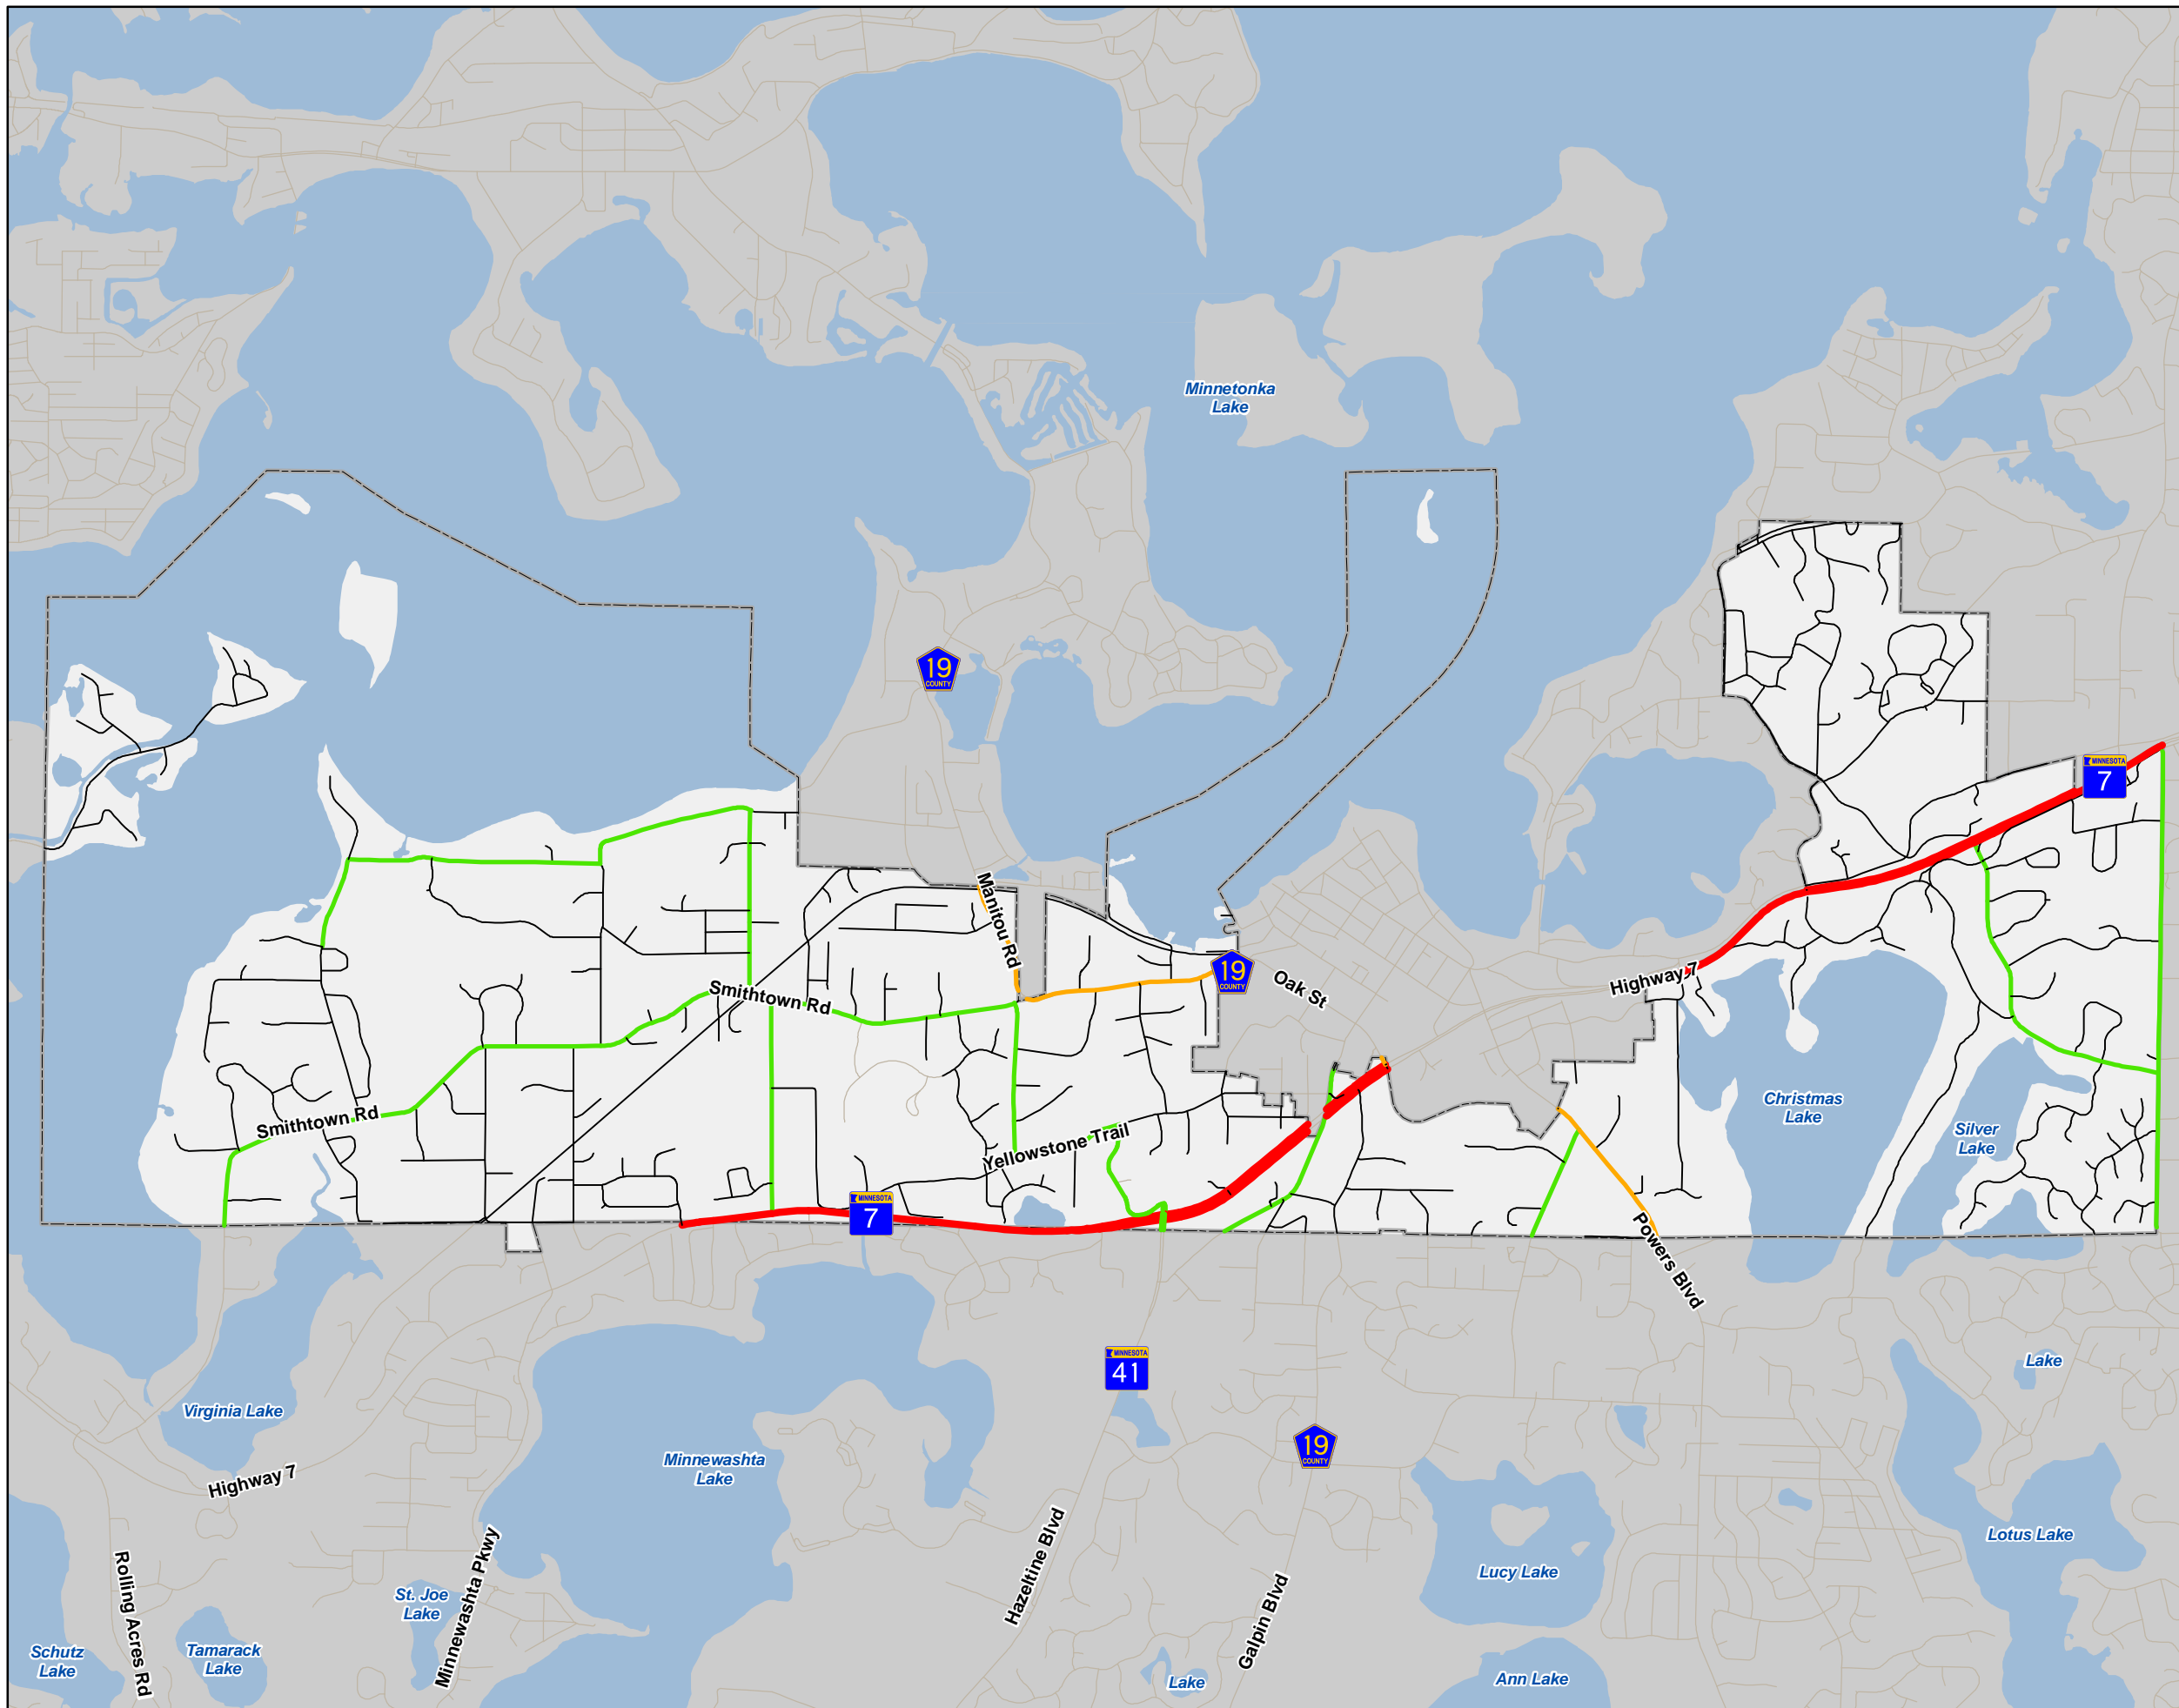 Minnetonka
Lake
19
COUNTY
MINNESOTA
7
Manitou Rd
19
COUNTY
Oak St
Highway 7
Smithtown Rd
Smithtown Rd
Yellowstone Trail
Christmas
Lake
Silver
Lake
MINNESOTA
7
Powers Blvd
MINNESOTA
41
Lake
Virginia Lake
19
COUNTY
Minnewashta
Lake
Highway 7
Lotus Lake
Hazeltine Blvd
Lucy Lake
Rolling Acres Rd
Minnewashta Pkwy
St. Joe
Lake
Galpin Blvd
Schutz
Lake
Tamarack
Lake
Lake
Ann Lake